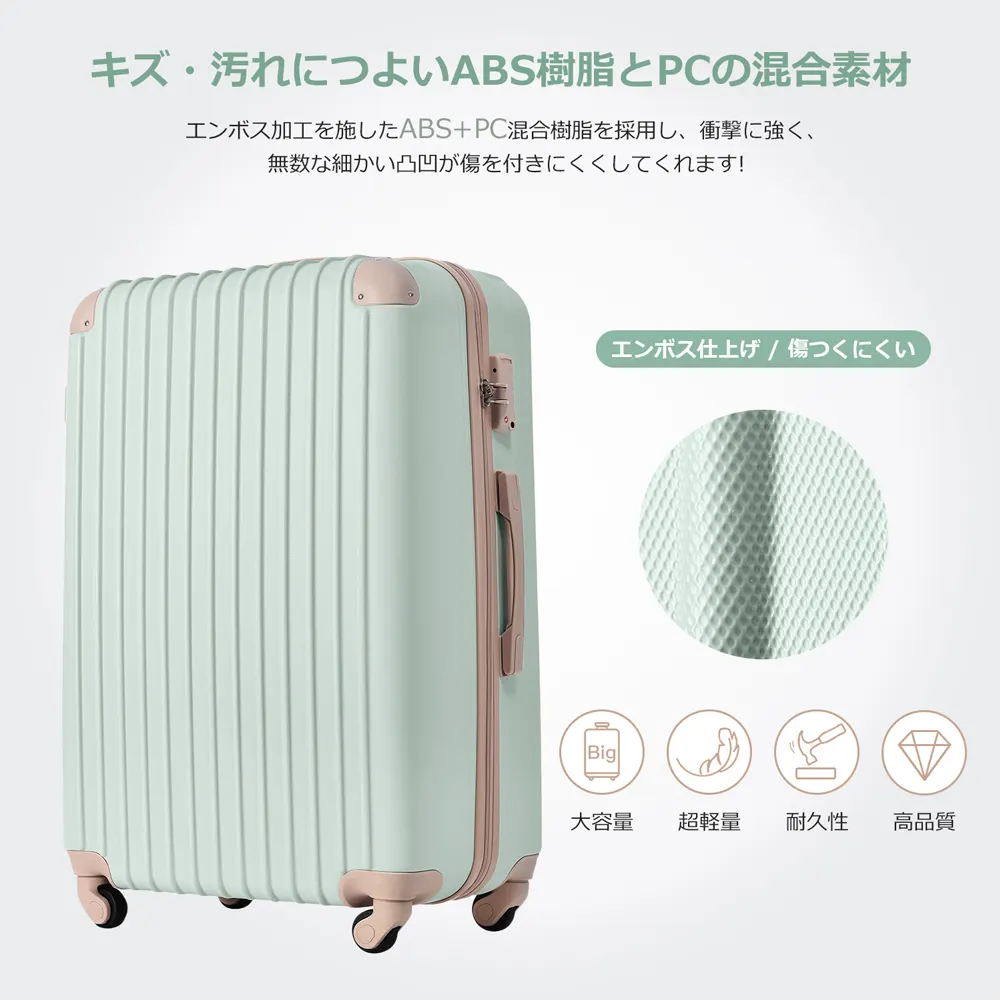 キズ・汚れにつよいABS樹脂とPCの混合素材
エンボス加工を施したABS+PC混合樹脂を採用し、衝撃に強く、
無数な細かい凸凹が傷を付きにくくしてくれます!
エンボス仕上げ / 傷つくにくい
Big
大容量
超軽量
耐久性
高品質